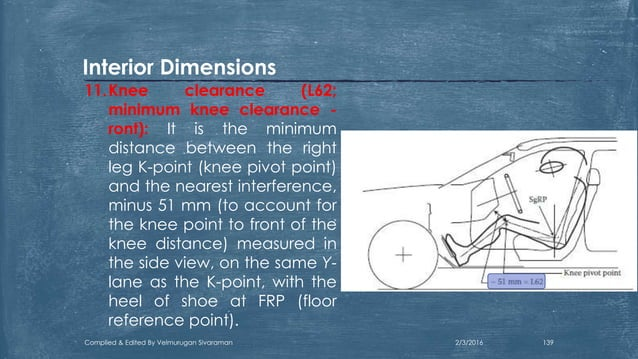 Interior Dimensions
11. Knee clearance (L62;
minimum knee clearance -
ront): It is the minimum
distance .between the right
leg K-point (knee pivot point)
and the nearest interference,
minus 51 mm (to account for
the knee point to front of the
knee distance) measured in
the side view, on the same Y-
lane as the K-point, with the
heel of shoe at FRP (floor
reference point).
SgRP
Knee pivot point
- 51 mm = L62
Complied & Edited By Velmurugan Sivaraman
2/3/2016
139